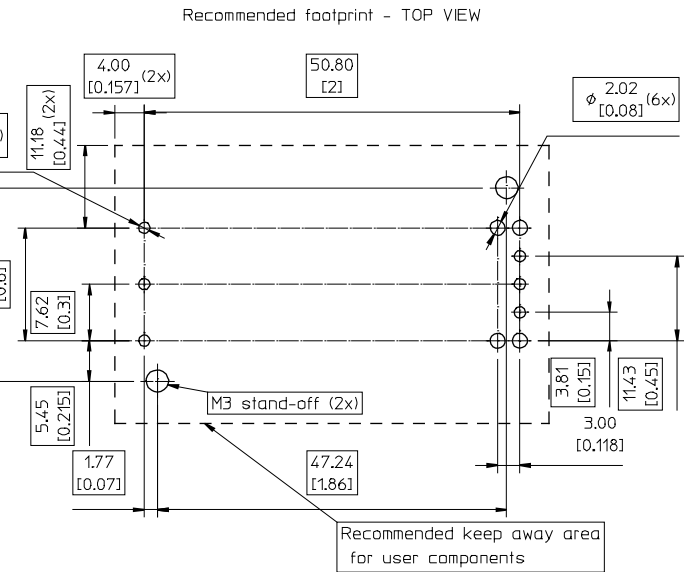 Recommended footprint - TOP VIEW
4.00
[0.157] (2x)
50.80
[2]
ϕ 2.02
[0.08] (6x)
11.18 (2x)
[0.44]
7.62
[0.3]
5.45
[0.215]
M3 stand-off (2x)
3.81
[0.15]
11.43
[0.45]
3.00
[0.118]
1.77
[0.07]
47.24
[1.86]
Recommended keep away area
for user components